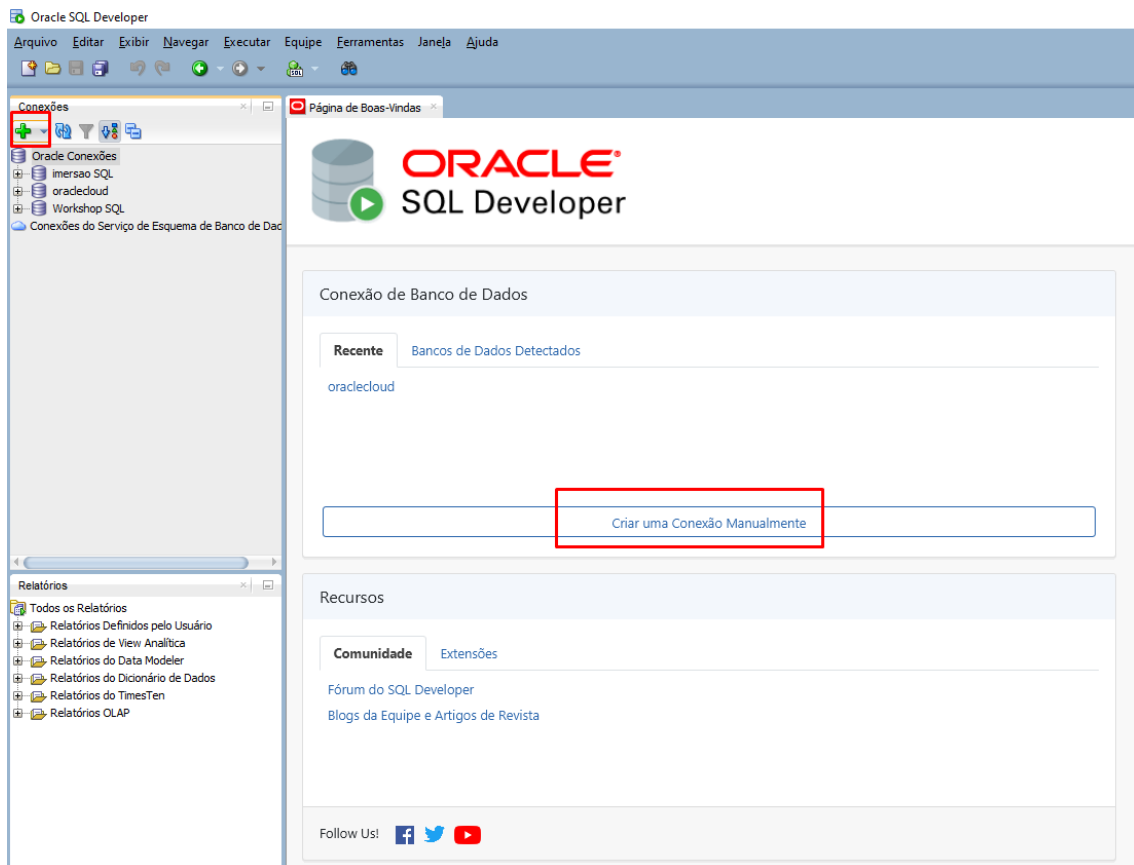 Oracle SQL Developer
Arquivo Editar Exibir Navegar Executar Equipe Ferramentas Janela Ajuda
SQL
Conexões
Oracle Conexões
imersao SQL
oraclecloud
Workshop SQL
Conexões do Serviço de Esquema de Banco de Dad
Página de Boas-Vindas
ORACLE®
SQL Developer
Conexão de Banco de Dados
Recente Bancos de Dados Detectados
oraclecloud
Criar uma Conexão Manualmente
Relatórios
Todos os Relatórios
Relatórios Definidos pelo Usuário
Relatórios de View Analítica
Relatórios do Data Modeler
Relatórios do Dicionário de Dados
Relatórios do TimesTen
Relatórios OLAP
Recursos
Comunidade Extensões
Fórum do SQL Developer
Blogs da Equipe e Artigos de Revista
Follow Us!